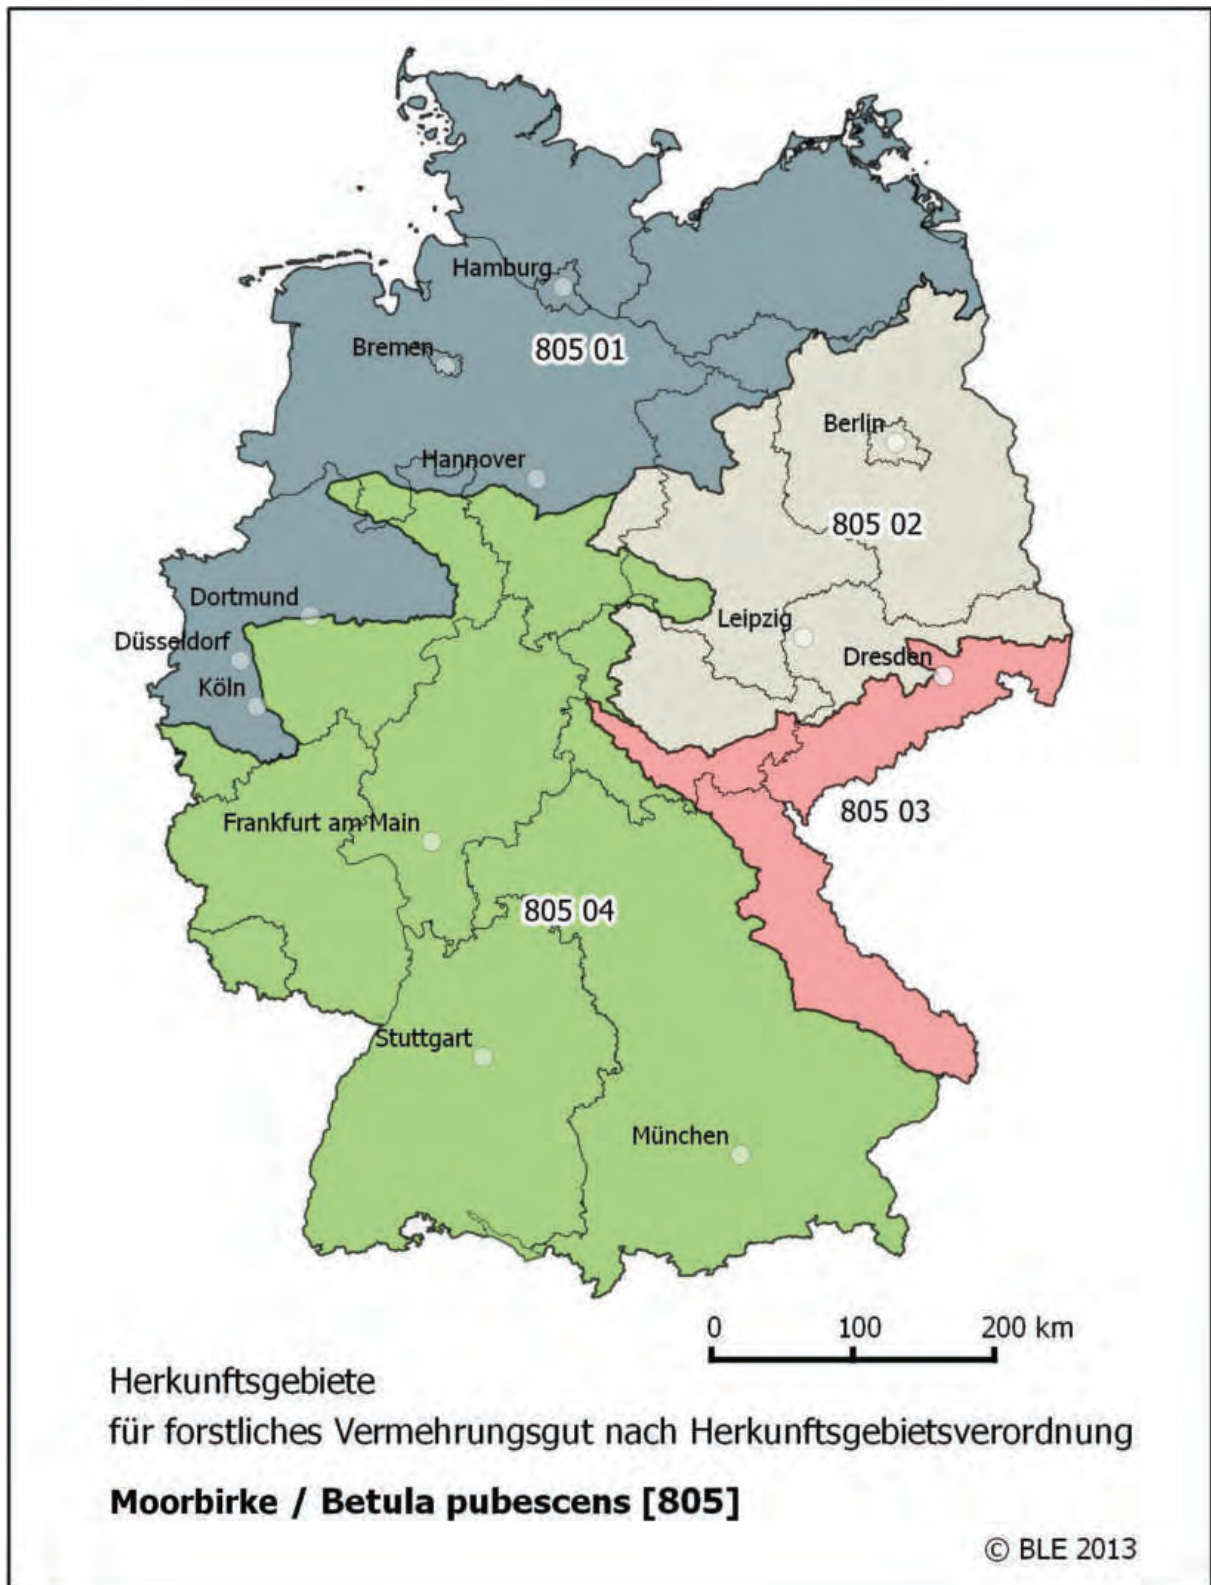 Hamburg
Bremen
805 01
Berlin
Hannover
805 02
Dortmund
Leipzig
Düsseldorf
Dresden
Köln
805 03
Frankfurt am Main
805 04
Stuttgart
München
0 100 200 km
Herkunftsgebiete
für forstliches Vermehrungsgut nach Herkunftsgebietsverordnung
Moorbirke / Betula pubescens [805]
© BLE 2013